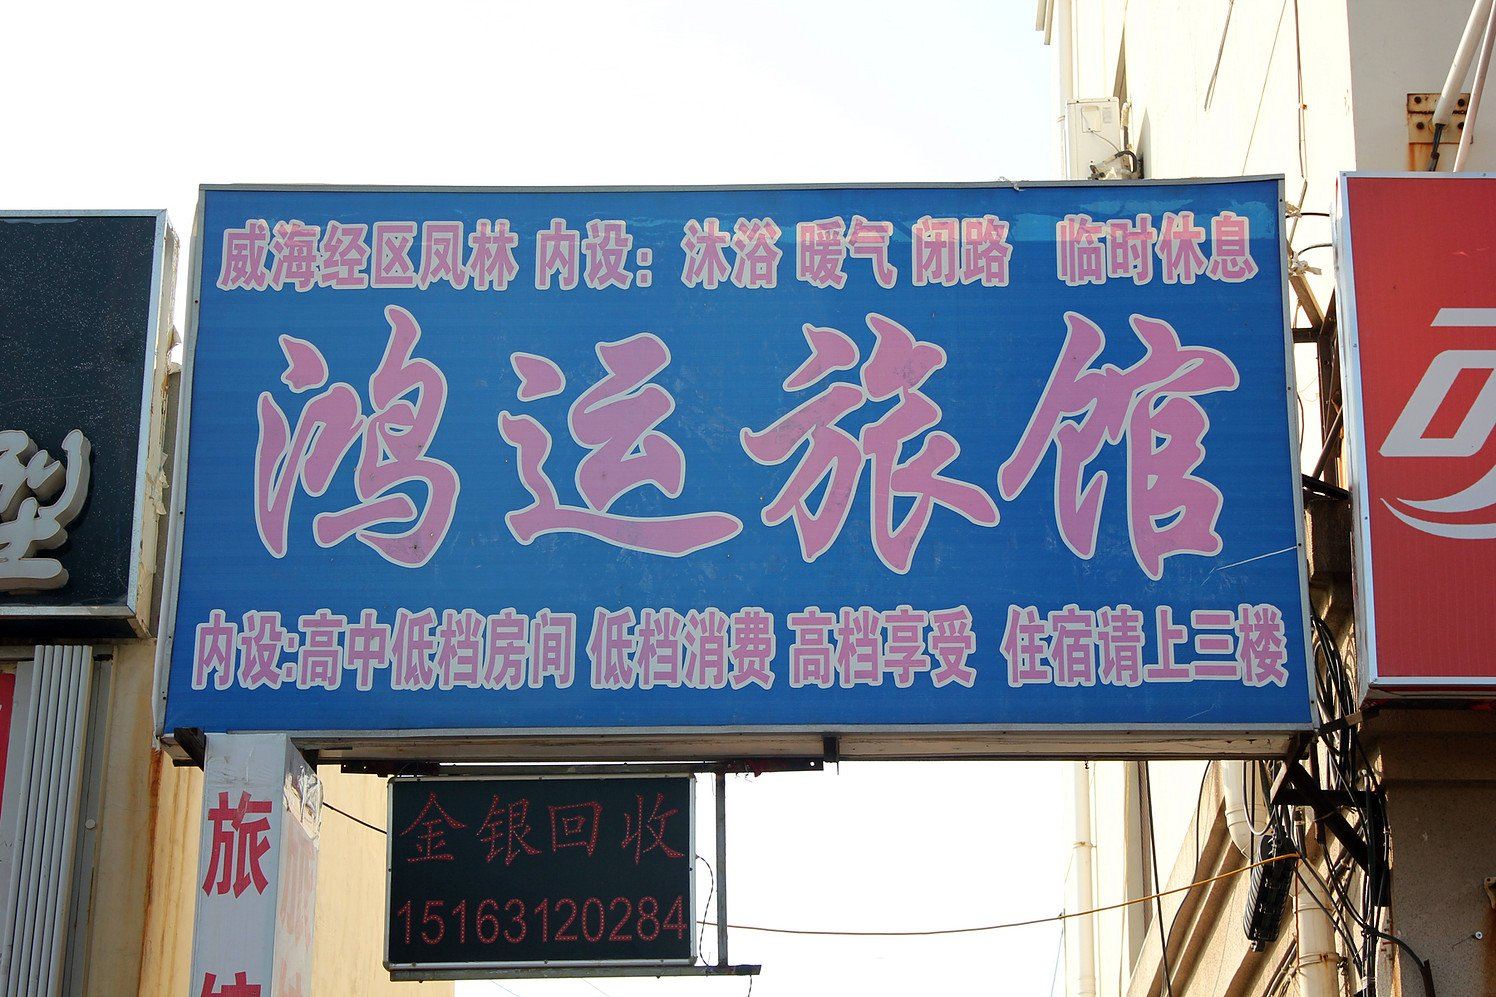 威海经区凤林 内设：沐浴 暖气 闭路 临时休息
鸿运旅馆
内设:高中低档房间 低档消费 高档享受 住宿请上三楼
金银回收
15163120284
旅
型
可